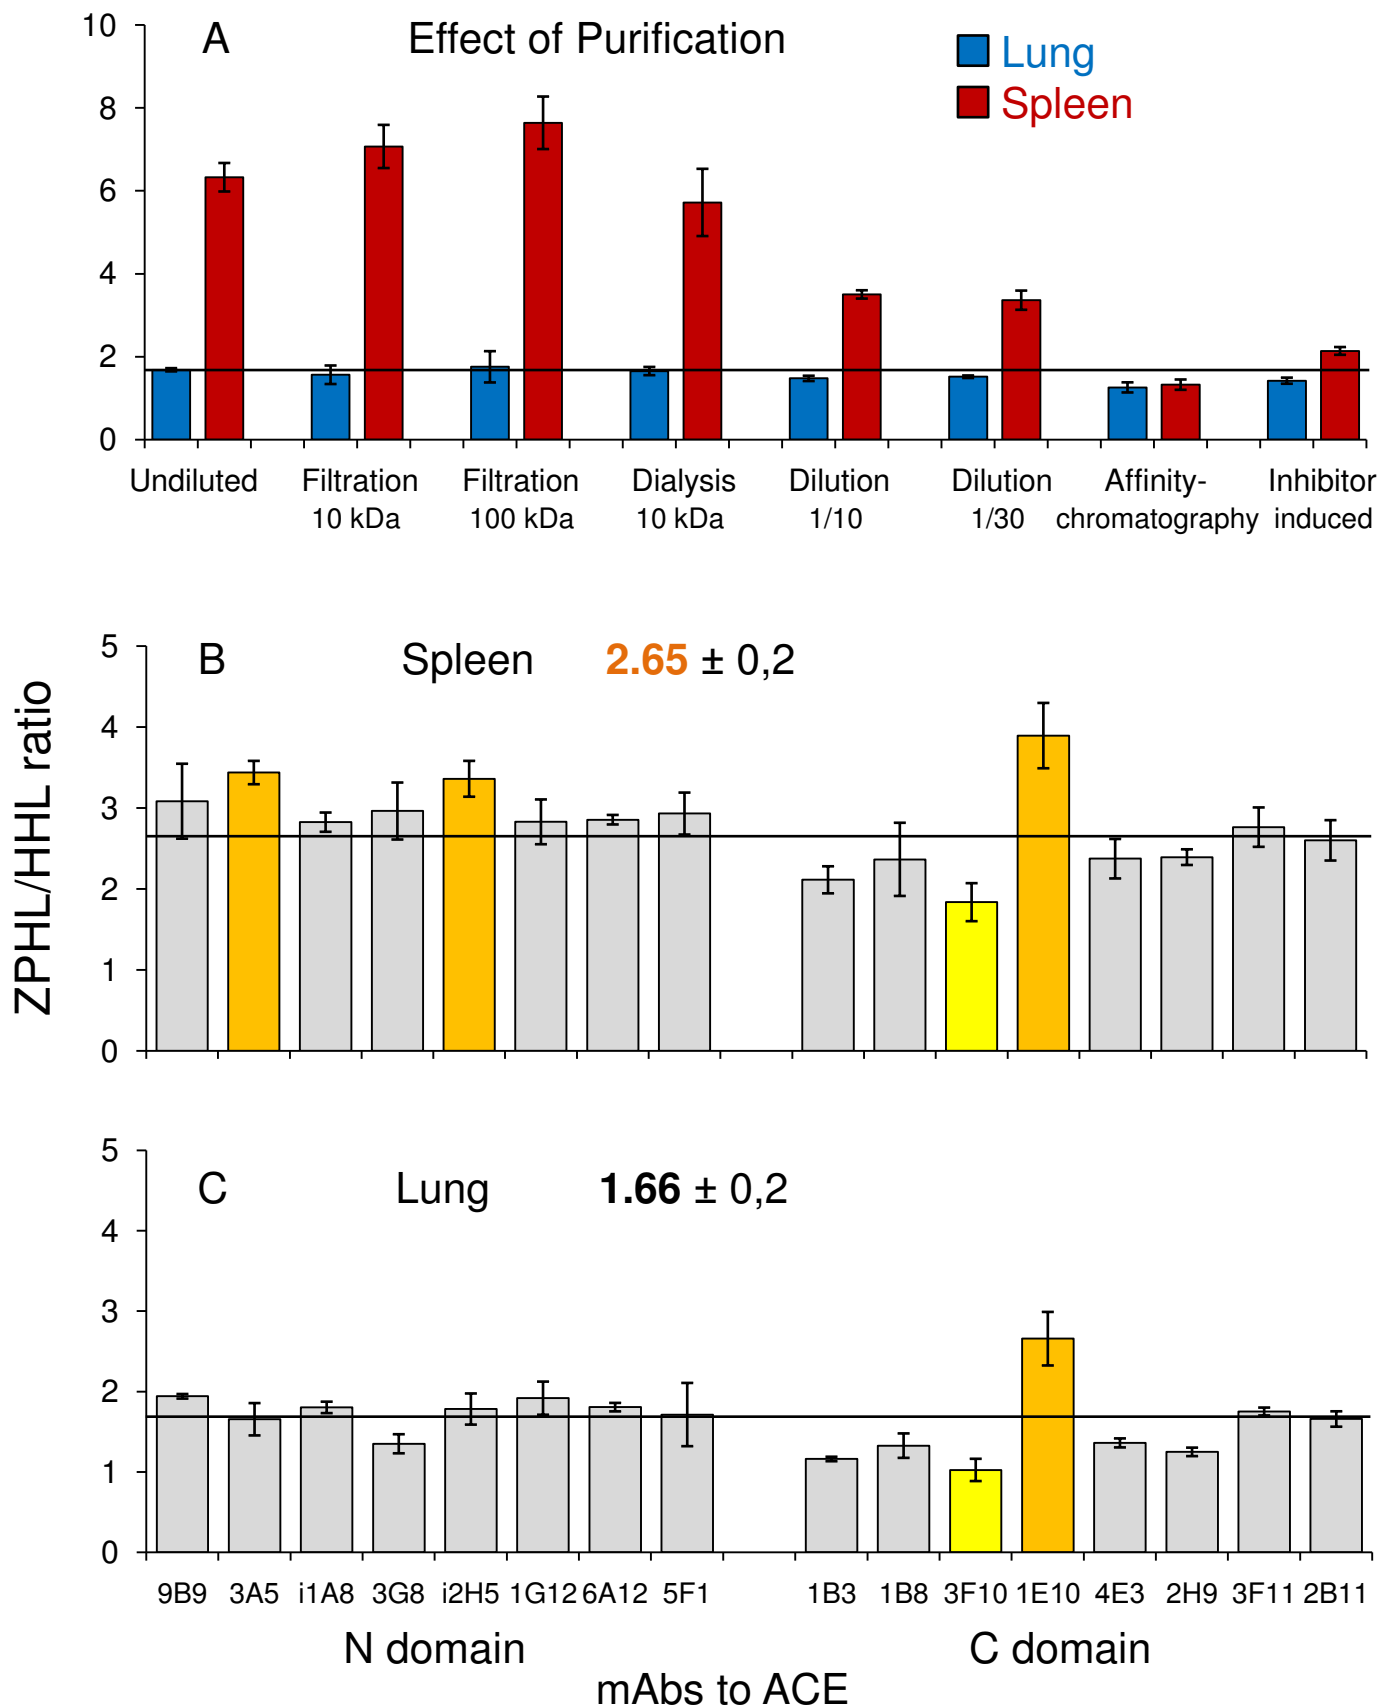 A
Effect of Purification
Lung
Spleen
10
8
6
4
2
0
Undiluted
Filtration
10 kDa
Filtration
100 kDa
Dialysis
10 kDa
Dilution
1/10
Dilution
1/30
Affinity-
chromatography
Inhibitor
induced
ZPHL/HHL ratio
B
Spleen
2.65 ± 0,2
5
4
3
2
1
0
C
Lung
1.66 ± 0,2
5
4
3
2
1
0
9B9 3A5 i1A8 3G8 i2H5 1G12 6A12 5F1 1B3 1B8 3F10 1E10 4E3 2H9 3F11 2B11
N domain C domain
mAbs to ACE